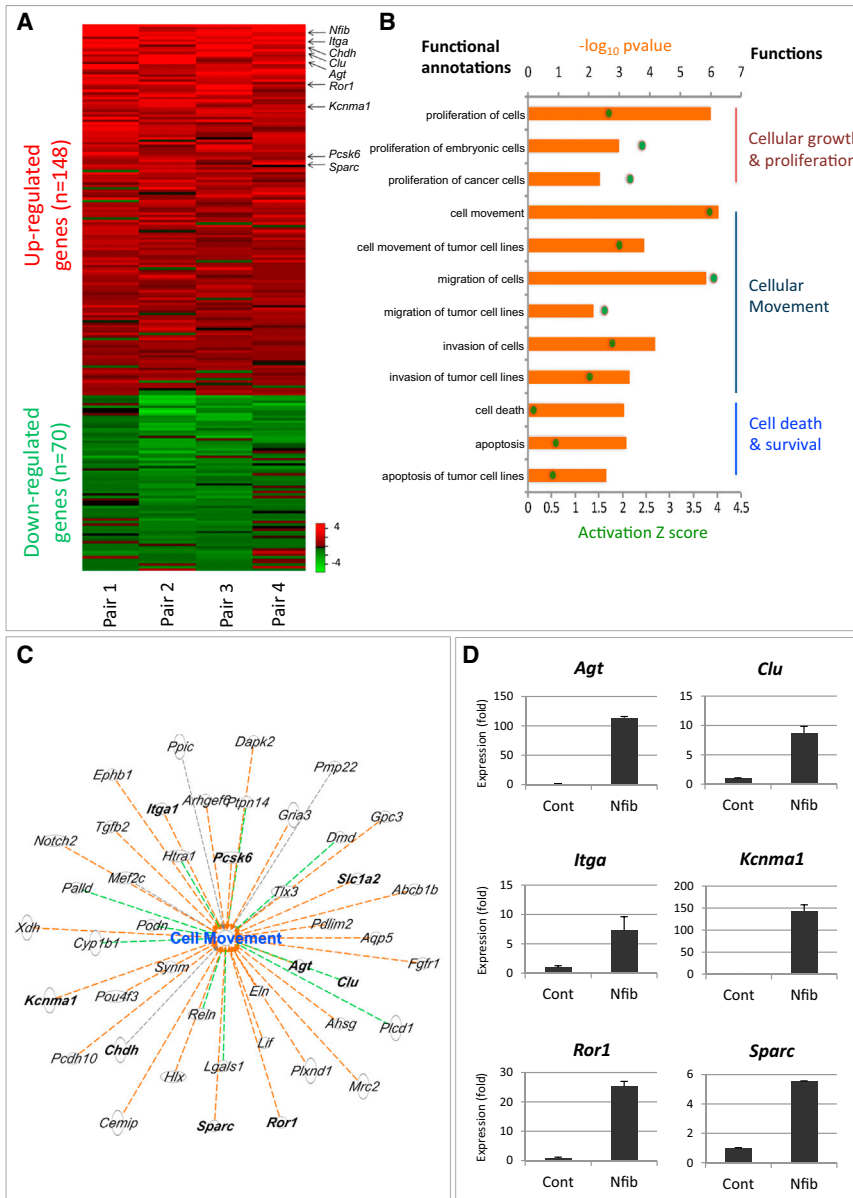 A
Nfib
Itga
Chdh
Clu
Agt
Ror1
Kcnma1
Pcsk6
Sparc
Up-regulated
genes (n=148)
Down-regulated
genes (n=70)
4
-4
Pair 1
Pair 2
Pair 3
Pair 4
B
Functional
annotations
-log10 pvalue
Functions
0 1 2 3 4 5 6 7
proliferation of cells
proliferation of embryonic cells
proliferation of cancer cells
cell movement
cell movement of tumor cell lines
migration of cells
migration of tumor cell lines
invasion of cells
invasion of tumor cell lines
cell death
apoptosis
apoptosis of tumor cell lines
Cellular growth
& proliferation
Cellular
Movement
Cell death
& survival
0 0.5 1 1.5 2 2.5 3 3.5 4 4.5
Activation Z score
C
Ppic
Dapk2
Pmp22
Ephb1
Itga1
Arhgef6
Ptpn14
Gria3
Gpc3
Tgfb2
Dmd
Notch2
Htra1
Pcsk6
Slc1a2
Mef2c
Tlx3
Abcb1b
Palld
Podn
Pdlim2
Xdh
Cyp1b1
Cell Movement
Aqp5
Fgfr1
Synm
Agt
Clu
Kcnma1
Pou4f3
Eln
Reln
Ahsg
Plcd1
Pcdh10
Chdh
Lif
Hlx
Lgals1
Plxnd1
Mrc2
Cemip
Sparc
Ror1
D
Agt
Expression (fold)
150
100
50
0
Cont Nfib
Clu
15
10
5
0
Cont Nfib
Itga
Expression (fold)
15
10
5
0
Cont Nfib
Kcnma1
200
150
100
50
0
Cont Nfib
Ror1
Expression (fold)
30
20
10
0
Cont Nfib
Sparc
6
4
2
0
Cont Nfib